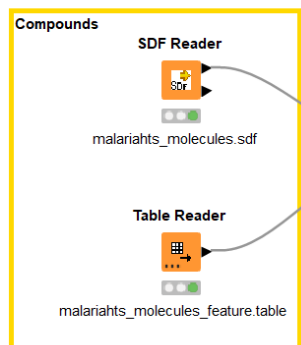 Compounds
SDF Reader
SDF
malariahts_molecules.sdf
Table Reader
malariahts_molecules_feature.table